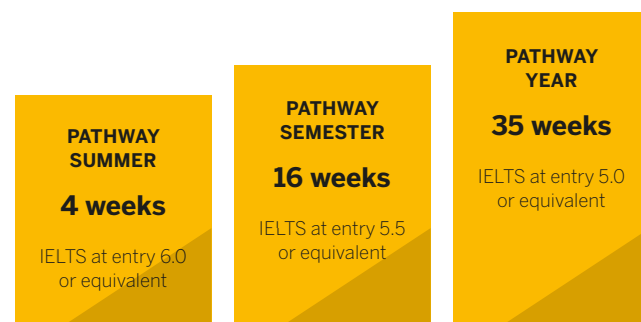 PATHWAY
SUMMER
4 weeks
IELTS at entry 6.0
or equivalent
PATHWAY
SEMESTER
16 weeks
IELTS at entry 5.5
or equivalent
PATHWAY
YEAR
35 weeks
IELTS at entry 5.0
or equivalent